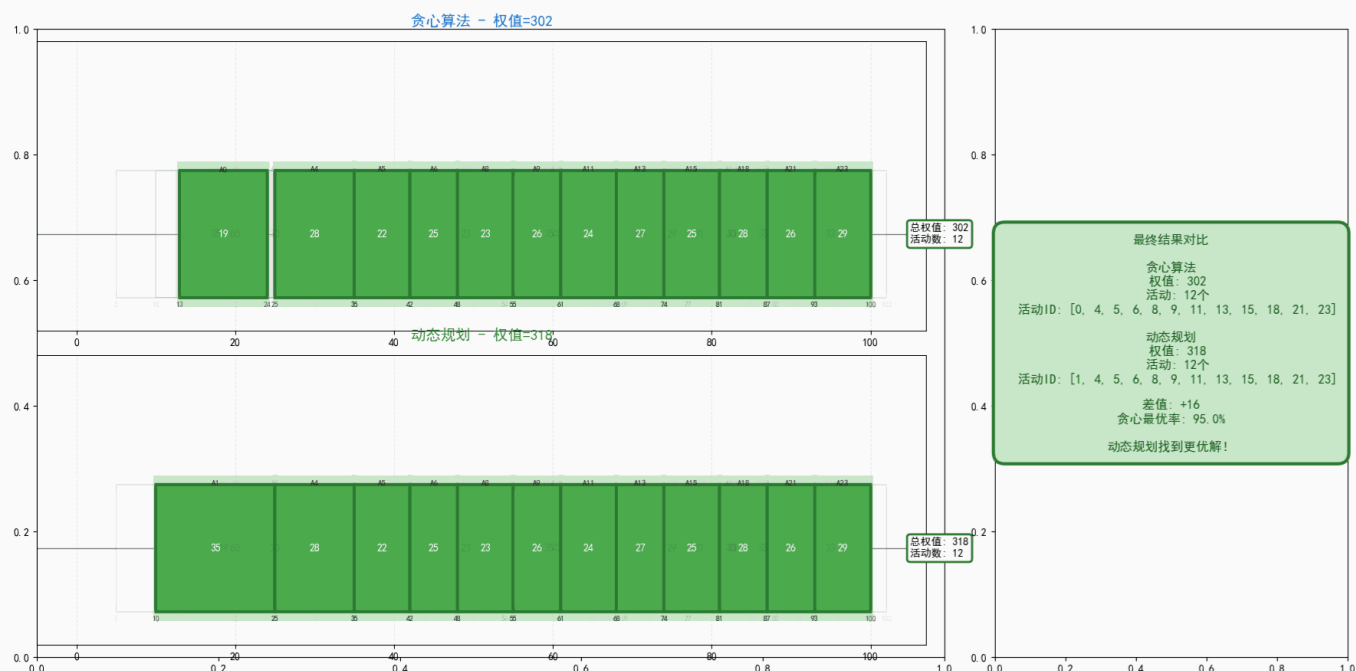 贪心算法 - 权值=302
1.0
0.8
0.6
A0 A4 A5 A6 A8 A9 A11 A13 A15 A18 A21 A23
19 28 22 25 23 26 24 27 25 28 26 29
13 24 25 35 42 48 55 61 68 74 81 87 93 100
总权值: 302
活动数: 12
0 20 40 60 80 100
动态规划 - 权值=318
0.4
0.2
0.0
A1 A4 A5 A6 A8 A9 A11 A13 A15 A18 A21 A23
35 28 22 25 23 26 24 27 25 28 26 29
10 25 35 42 48 55 61 68 74 81 87 93 100
总权值: 318
活动数: 12
0 20 40 60 80 100
0.0 0.2 0.4 0.6 0.8 1.0
1.0
0.8
0.6
0.4
0.2
0.0
最终结果对比
贪心算法
权值: 302
活动: 12个
活动ID: [0, 4, 5, 6, 8, 9, 11, 13, 15, 18, 21, 23]
动态规划
权值: 318
活动: 12个
活动ID: [1, 4, 5, 6, 8, 9, 11, 13, 15, 18, 21, 23]
差值: +16
贪心最优率: 95.0%
动态规划找到更优解!
0.0 0.2 0.4 0.6 0.8 1.0